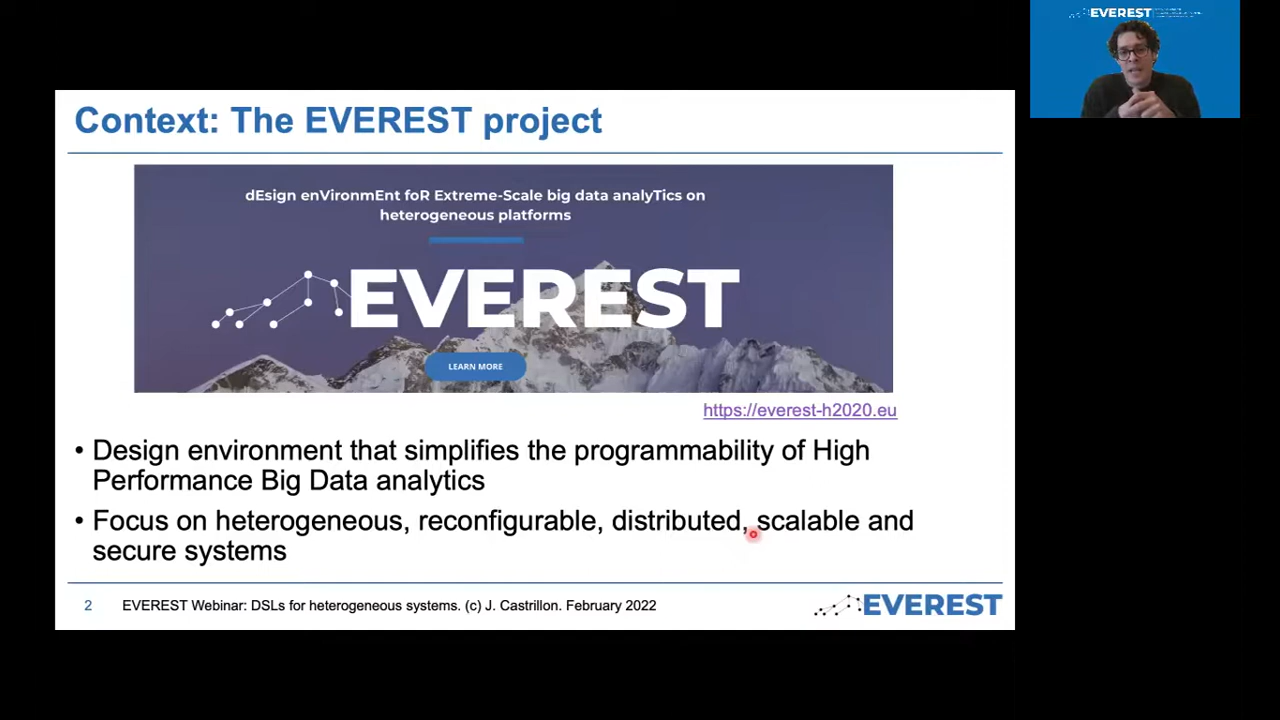 EVEREST
Context: The EVEREST project
dEsign enVironmEnt foR Extreme-Scale big data analyTics on
heterogeneous platforms
EVEREST
LEARN MORE
https://everest-h2020.eu
• Design environment that simplifies the programmability of High
Performance Big Data analytics
• Focus on heterogeneous, reconfigurable, distributed, scalable and
secure systems
2 EVEREST Webinar: DSLs for heterogeneous systems. (c) J. Castrillon. February 2022
EVEREST